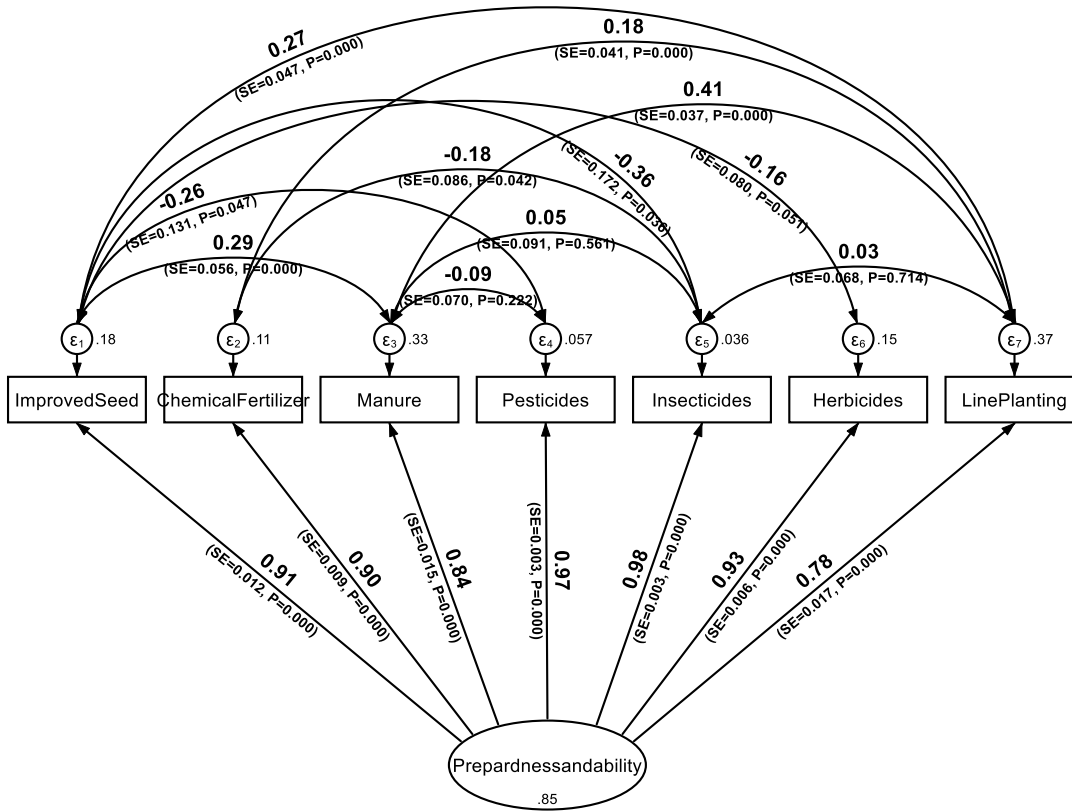 0.27
(SE=0.047, P=0.000)
0.18
(SE=0.041, P=0.000)
0.41
(SE=0.037, P=0.000)
-0.18
(SE=0.086, P=0.042)
-0.36
(SE=0.172, P=0.036)
-0.16
(SE=0.080, P=0.051)
-0.26
(SE=0.131, P=0.047)
0.29
(SE=0.056, P=0.000)
0.05
(SE=0.091, P=0.561)
-0.09
(SE=0.070, P=0.222)
0.03
(SE=0.068, P=0.714)
ε₁ .18
ε₂ .11
ε₃ .33
ε₄ .057
ε₅ .036
ε₆ .15
ε₇ .37
ImprovedSeed
ChemicalFertilizer
Manure
Pesticides
Insecticides
Herbicides
LinePlanting
0.91
(SE=0.012, P=0.000)
0.90
(SE=0.009, P=0.000)
0.84
(SE=0.015, P=0.000)
0.97
(SE=0.003, P=0.000)
0.98
(SE=0.003, P=0.000)
0.93
(SE=0.006, P=0.000)
0.78
(SE=0.017, P=0.000)
Prepardnessandability
.85